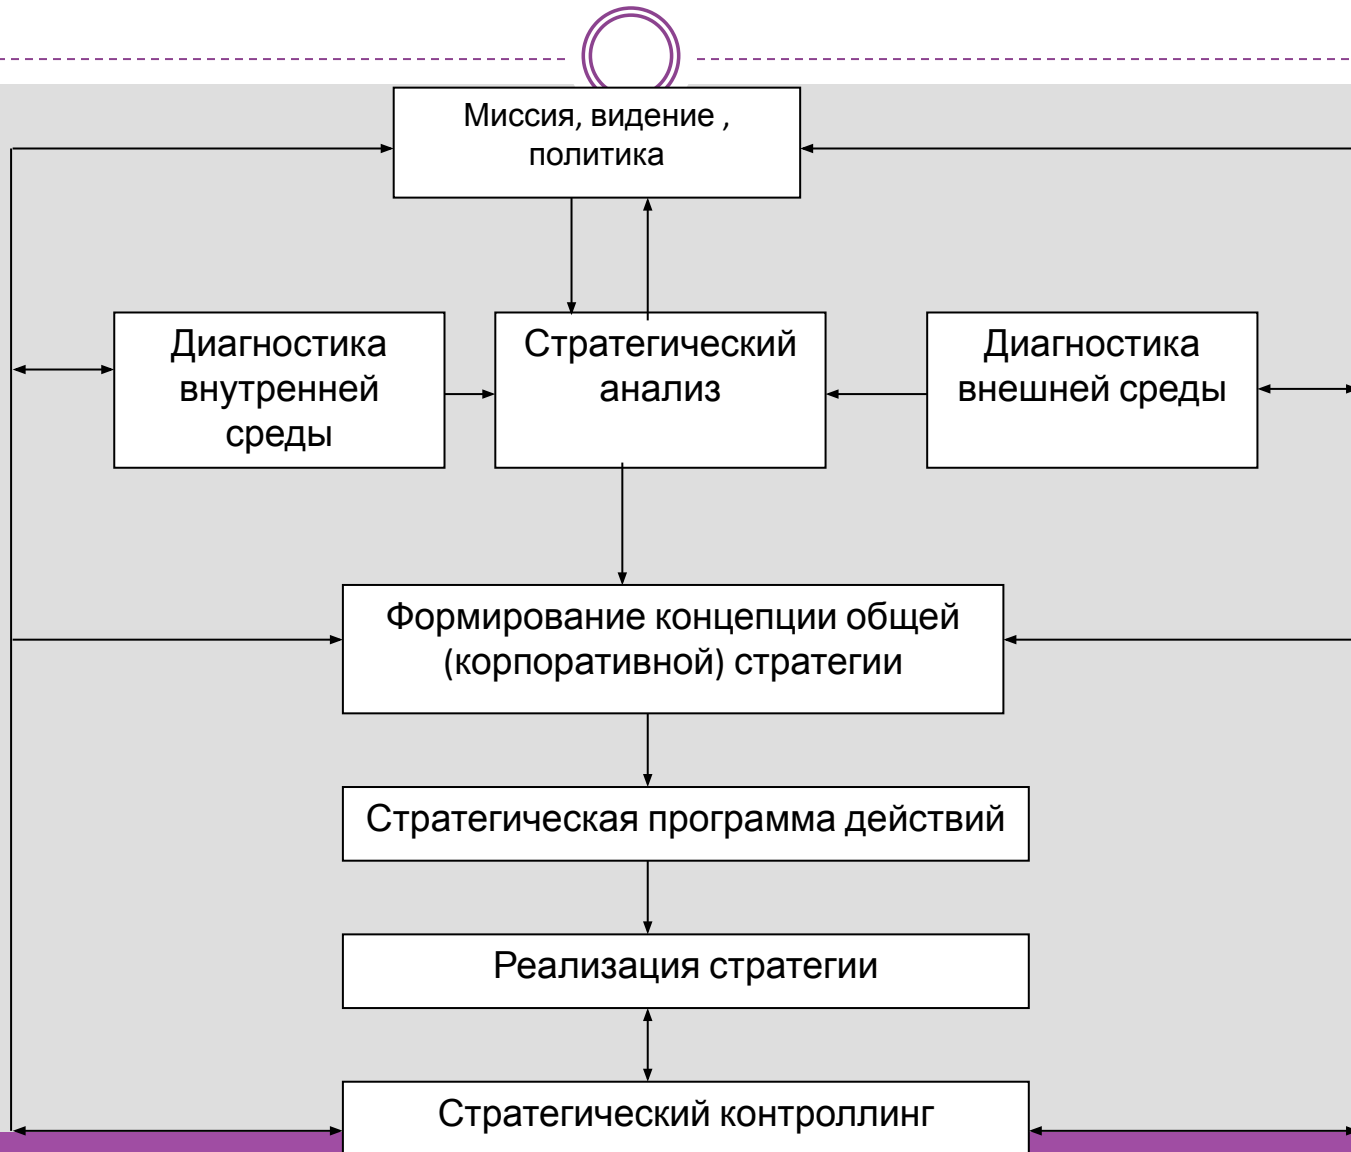 Миссия, видение ,
политика
Диагностика
внутренней
среды
Стратегический
анализ
Диагностика
внешней среды
Формирование концепции общей
(корпоративной) стратегии
Стратегическая программа действий
Реализация стратегии
Стратегический контроллинг